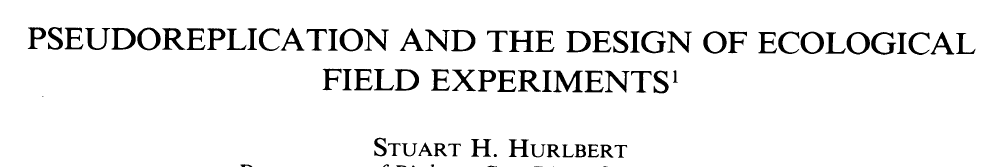 PSEUDOREPLICATION AND THE DESIGN OF ECOLOGICAL
FIELD EXPERIMENTS¹
STUART H. HURLBERT